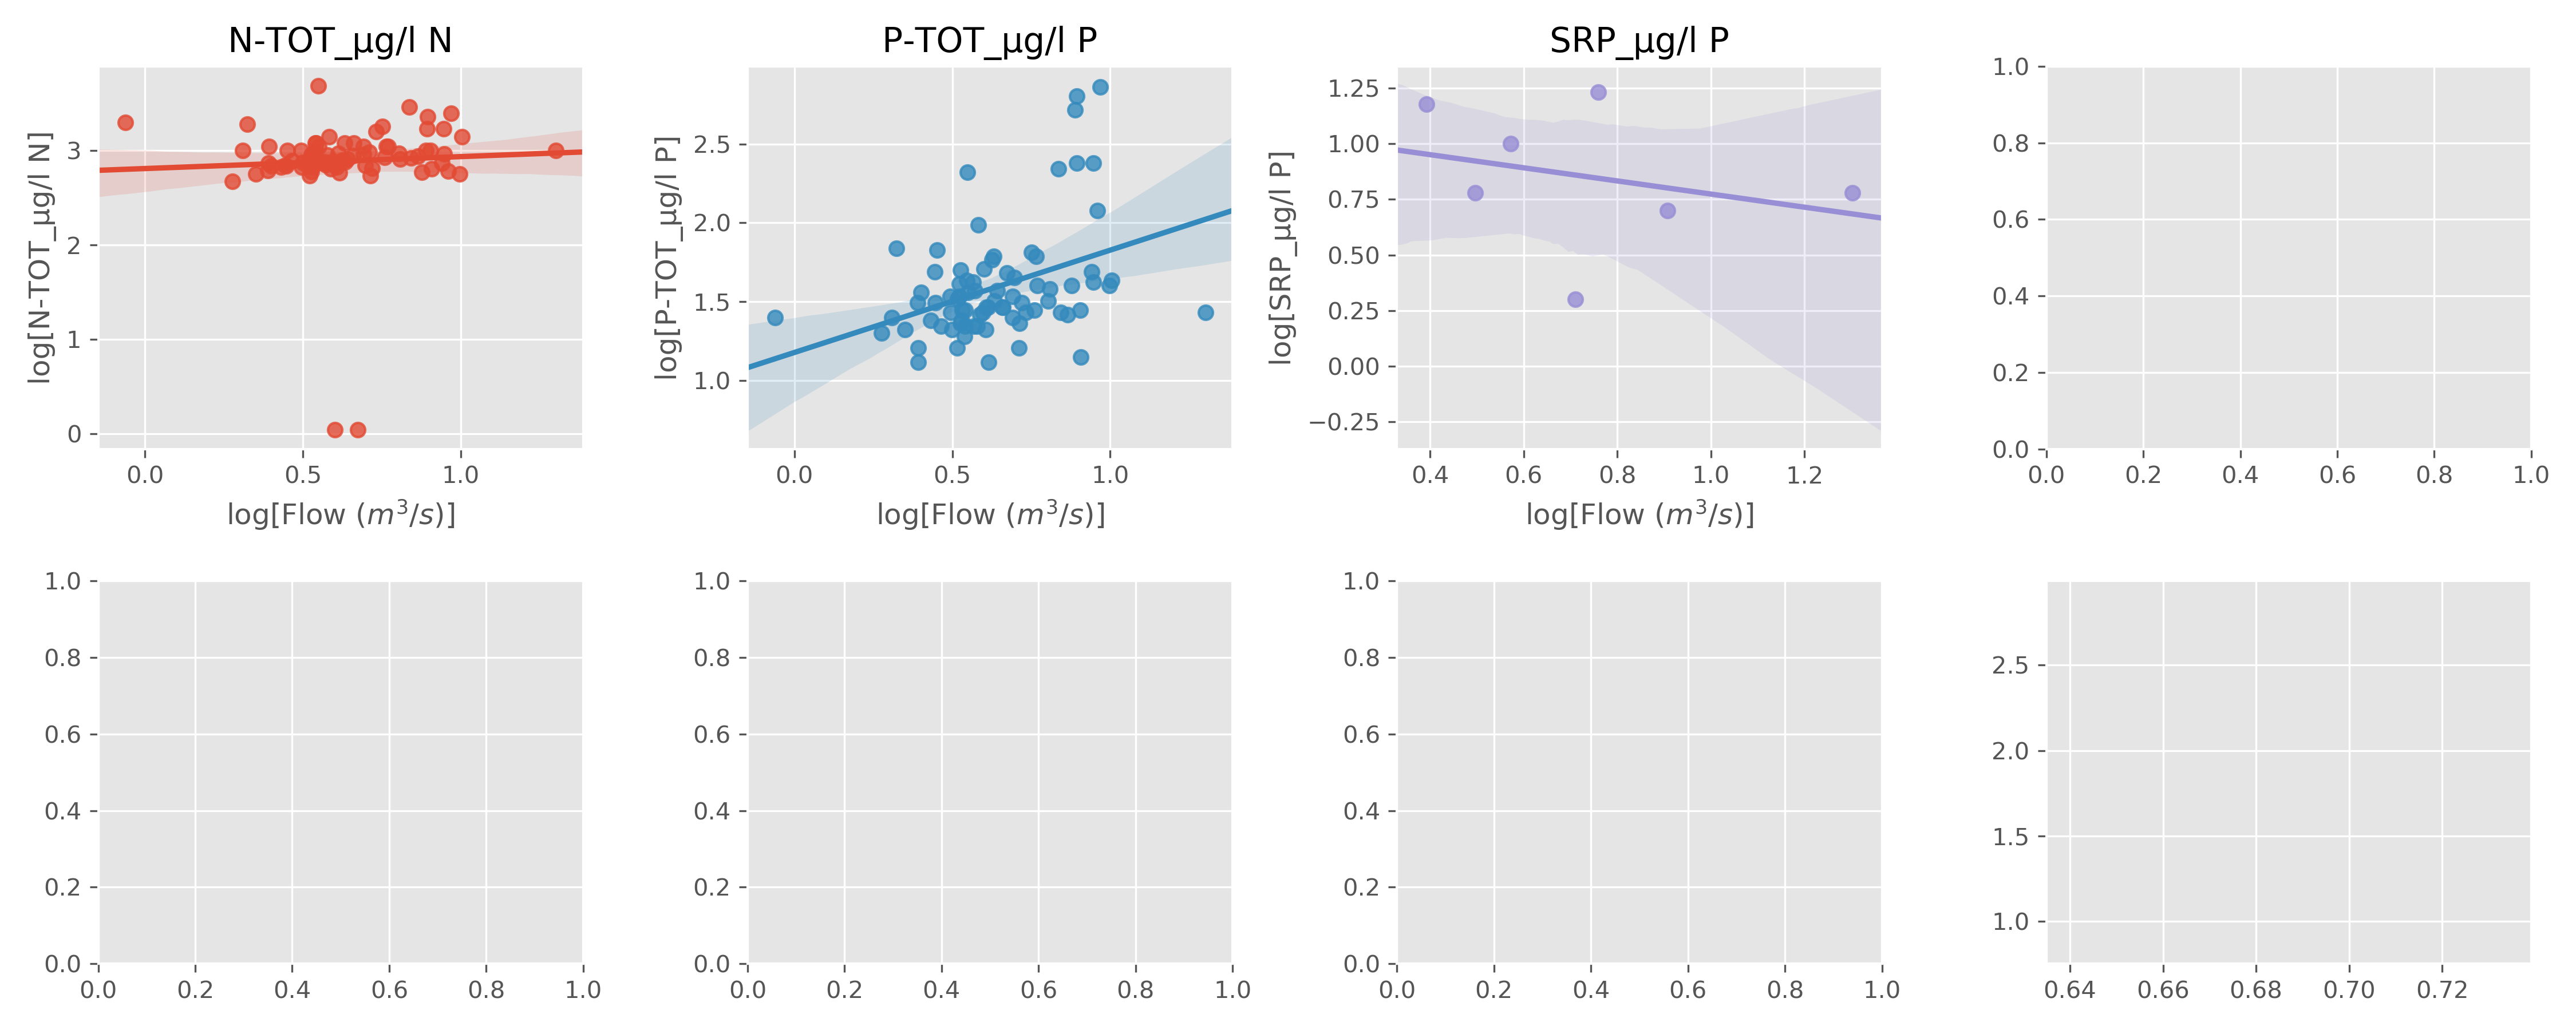 N-TOT_µg/l N
P-TOT_µg/l P
SRP_µg/l P
log[N-TOT_µg/l N]
3
2
1
0
0.0 0.5 1.0
log[Flow (m³/s)]
log[P-TOT_µg/l P]
2.5
2.0
1.5
1.0
0.0 0.5 1.0
log[Flow (m³/s)]
log[SRP_µg/l P]
1.25
1.00
0.75
0.50
0.25
0.00
−0.25
0.4 0.6 0.8 1.0 1.2
log[Flow (m³/s)]
1.0
0.8
0.6
0.4
0.2
0.0
0.0 0.2 0.4 0.6 0.8 1.0
1.0
0.8
0.6
0.4
0.2
0.0
0.0 0.2 0.4 0.6 0.8 1.0
1.0
0.8
0.6
0.4
0.2
0.0
0.0 0.2 0.4 0.6 0.8 1.0
1.0
0.8
0.6
0.4
0.2
0.0
0.0 0.2 0.4 0.6 0.8 1.0
2.5
2.0
1.5
1.0
0.64 0.66 0.68 0.70 0.72